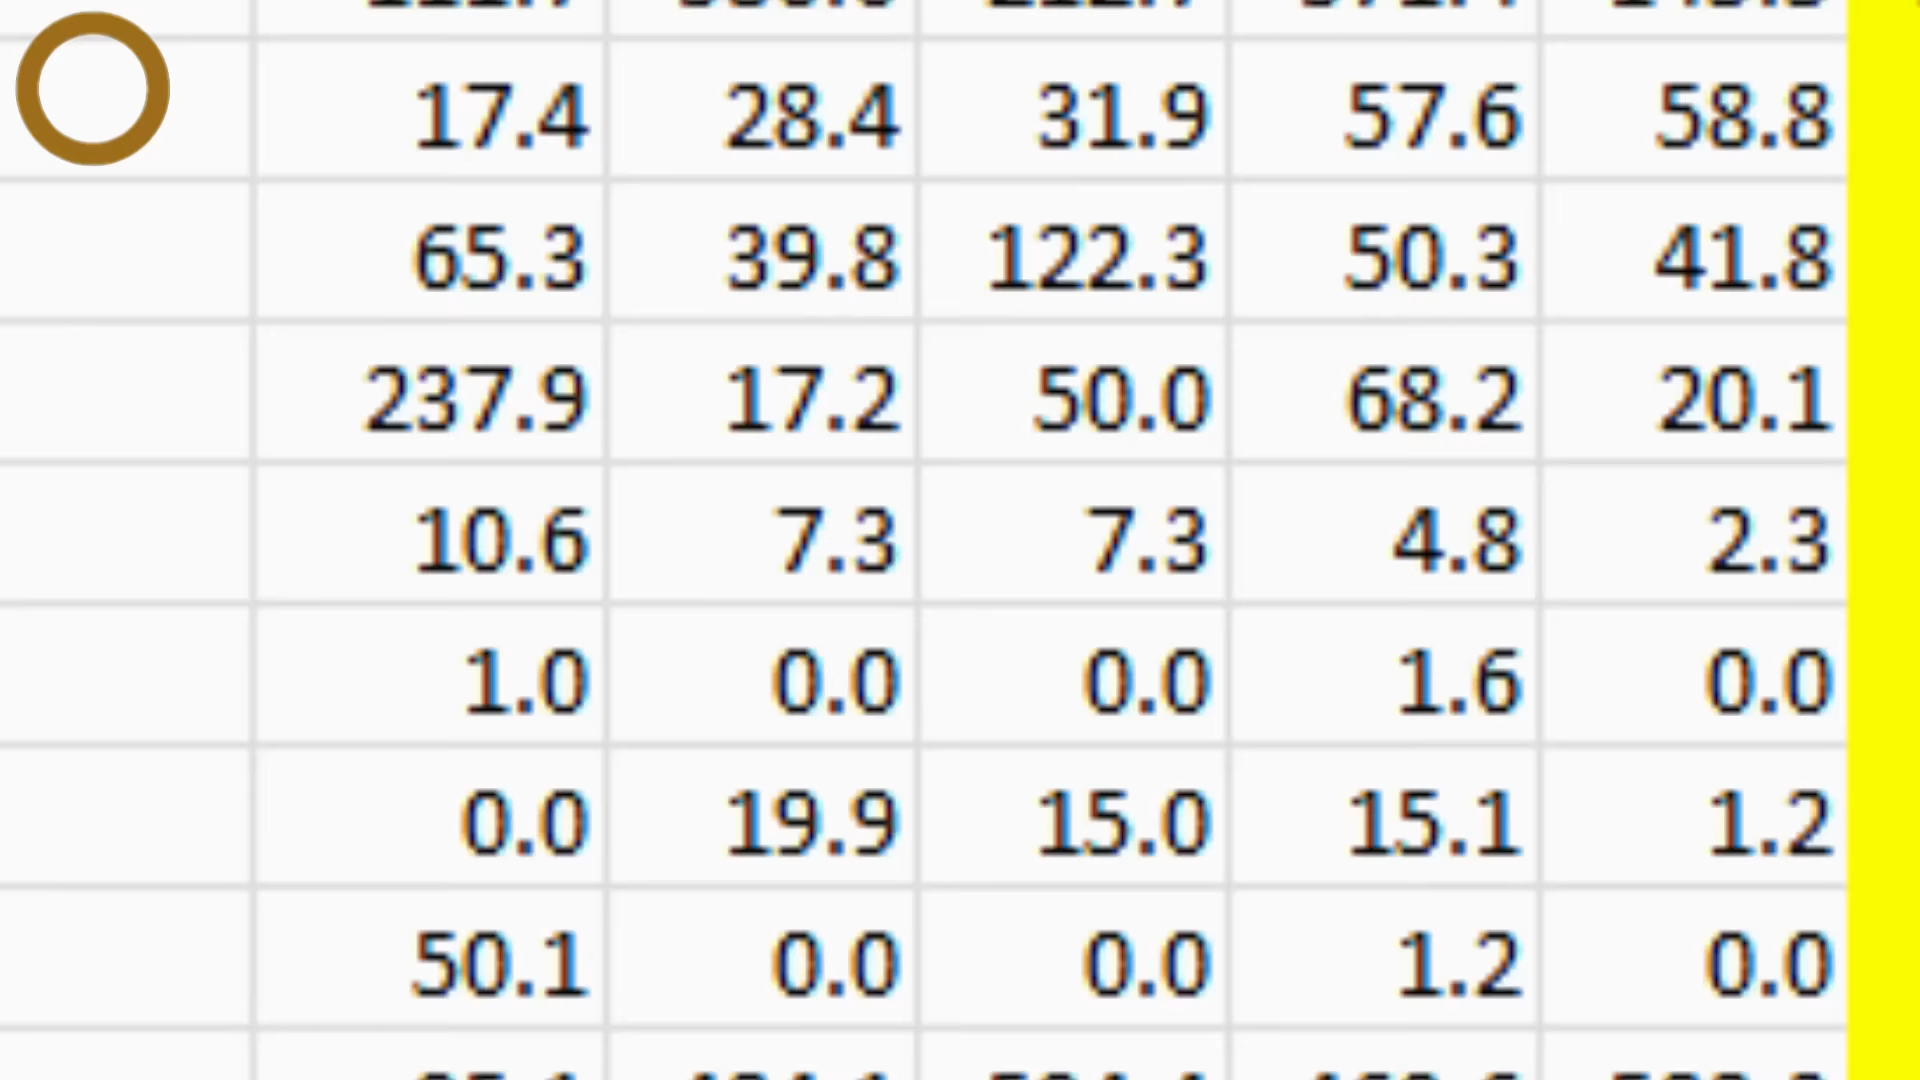 17.4 28.4 31.9 57.6 58.8
65.3 39.8 122.3 50.3 41.8
237.9 17.2 50.0 68.2 20.1
10.6 7.3 7.3 4.8 2.3
1.0 0.0 0.0 1.6 0.0
0.0 19.9 15.0 15.1 1.2
50.1 0.0 0.0 1.2 0.0